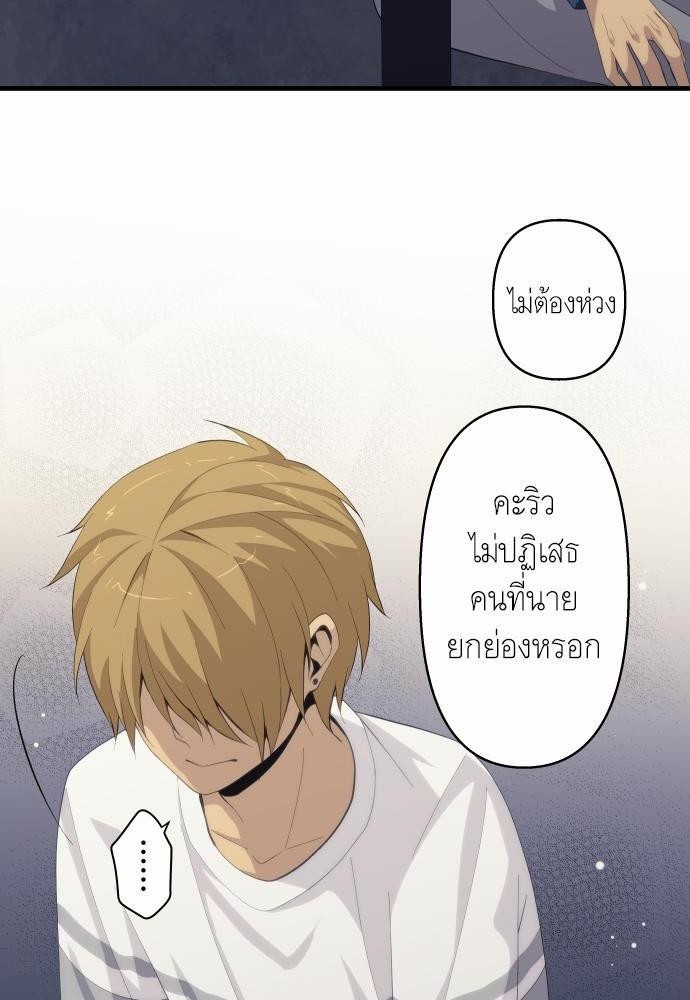 ไม่ต้องห่วง
คะริว
ไม่ปฏิเสธ
คนที่นาย
ยกย่องหรอก
......